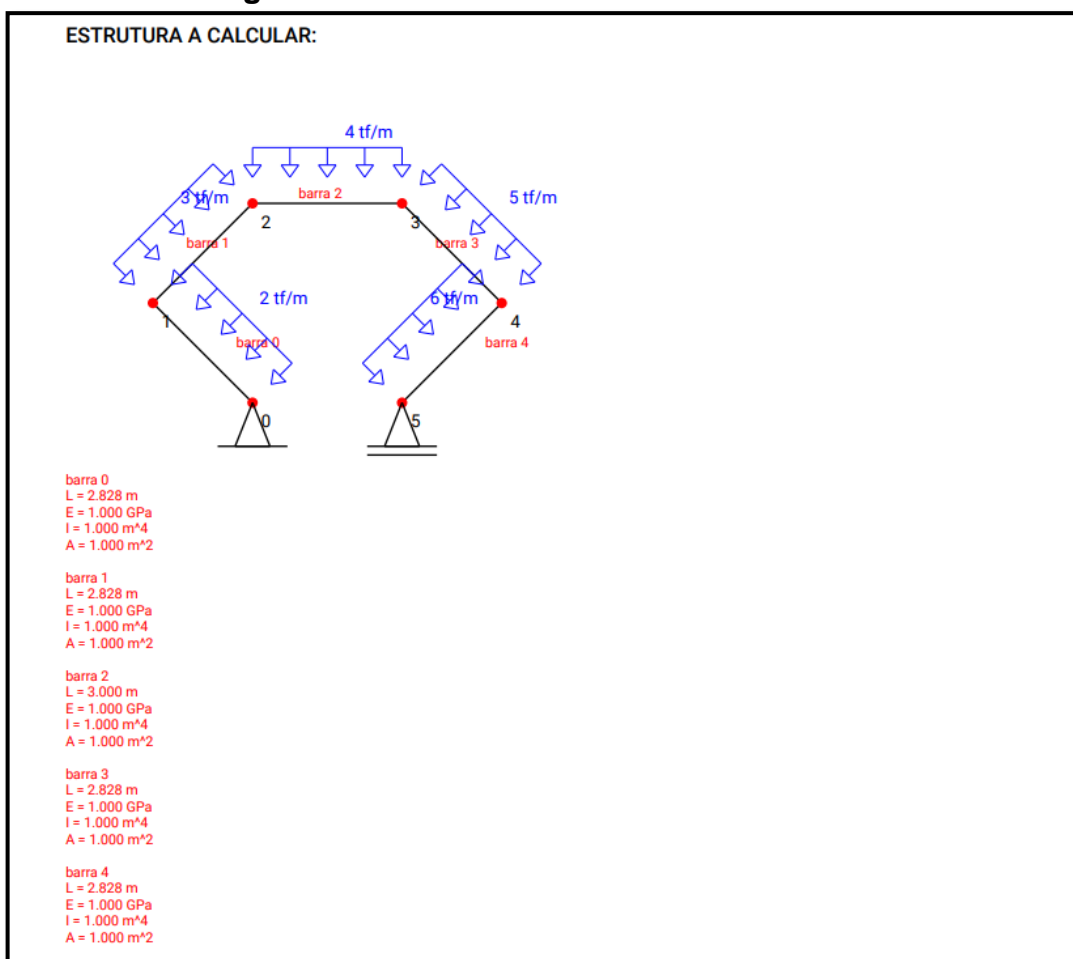 ESTRUTURA A CALCULAR:
4 tf/m
3 tf/m
barra 2
5 tf/m
2
3
barra 1
barra 3
2 tf/m
6 tf/m
1
4
barra 0
barra 4
0
5
barra 0
L = 2.828 m
E = 1.000 GPa
I = 1.000 m^4
A = 1.000 m^2
barra 1
L = 2.828 m
E = 1.000 GPa
I = 1.000 m^4
A = 1.000 m^2
barra 2
L = 3.000 m
E = 1.000 GPa
I = 1.000 m^4
A = 1.000 m^2
barra 3
L = 2.828 m
E = 1.000 GPa
I = 1.000 m^4
A = 1.000 m^2
barra 4
L = 2.828 m
E = 1.000 GPa
I = 1.000 m^4
A = 1.000 m^2